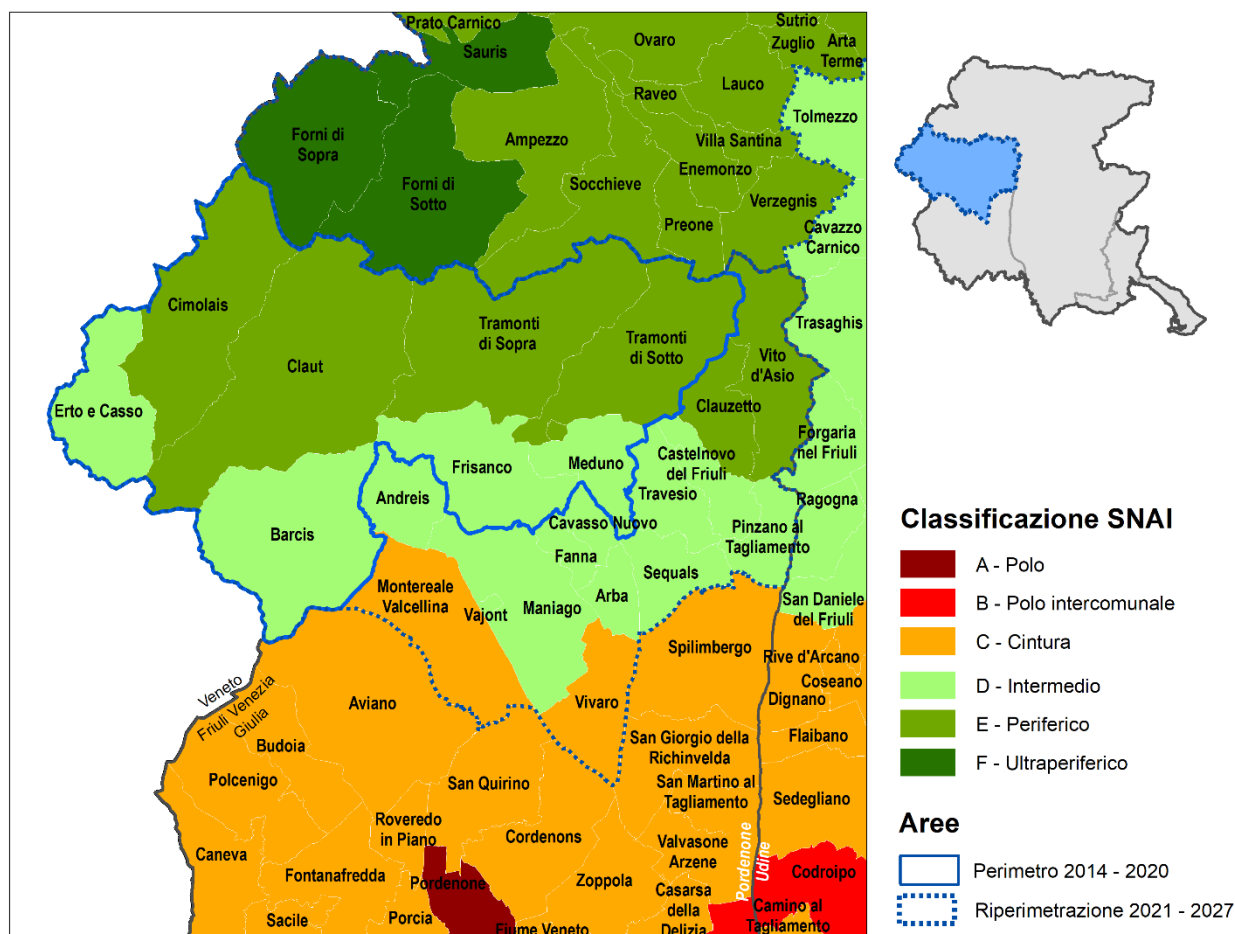 Prato Carnico
Sauris
Ovaro
Sutrio
Zuglio
Arta
Terme
Lauco
Raveo
Tolmezzo
Forni di
Sopra
Ampezzo
Villa Santina
Enemonzo
Forni di
Sotto
Socchieve
Verzegnis
Preone
Cavazzo
Carnico
Cimolais
Tramonti
di Sopra
Tramonti
di Sotto
Trasaghis
Claut
Vito
d'Asio
Erto e Casso
Clauzetto
Forgaria
nel Friuli
Frisanco
Meduno
Castelnovo
del Friuli
Andreis
Travesio
Ragogna
Barcis
Cavasso Nuovo
Pinzano al
Tagliamento
Fanna
Sequals
Montereale
Valcellina
Vajont
Maniago
Arba
San Daniele
del Friuli
Spilimbergo
Rive d'Arcano
Coseano
Dignano
Veneto
Friuli Venezia
Giulia
Aviano
Vivaro
Flaibano
Budoia
San Giorgio della
Richinvelda
Polcenigo
San Quirino
San Martino al
Tagliamento
Sedegliano
Roveredo
in Piano
Cordenons
Valvasone
Arzene
Caneva
Fontanafredda
Pordenone
Zoppola
Casarsa
della
Delizia
Pordenone
Udine
Codroipo
Camino al
Tagliamento
Sacile
Porcia
Fiume Veneto
Classificazione SNAI
A - Polo
B - Polo intercomunale
C - Cintura
D - Intermedio
E - Periferico
F - Ultraperiferico
Aree
Perimetro 2014 - 2020
Riperimetrazione 2021 - 2027